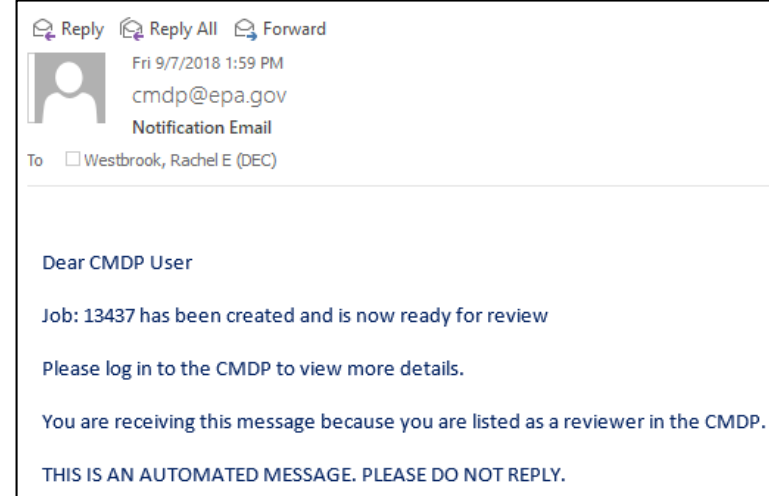 Reply Reply All Forward
Fri 9/7/2018 1:59 PM
cmdp@epa.gov
Notification Email
To Westbrook, Rachel E (DEC)
Dear CMDP User
Job: 13437 has been created and is now ready for review
Please log in to the CMDP to view more details.
You are receiving this message because you are listed as a reviewer in the CMDP.
THIS IS AN AUTOMATED MESSAGE. PLEASE DO NOT REPLY.